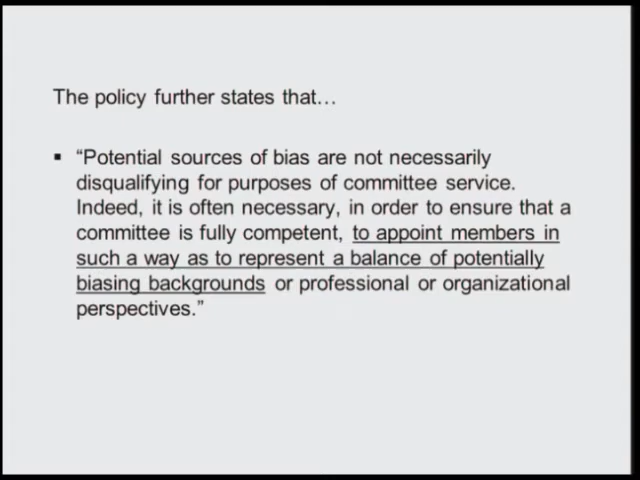 The policy further states that…
▪ “Potential sources of bias are not necessarily
disqualifying for purposes of committee service.
Indeed, it is often necessary, in order to ensure that a
committee is fully competent, to appoint members in
such a way as to represent a balance of potentially
biasing backgrounds or professional or organizational
perspectives.”